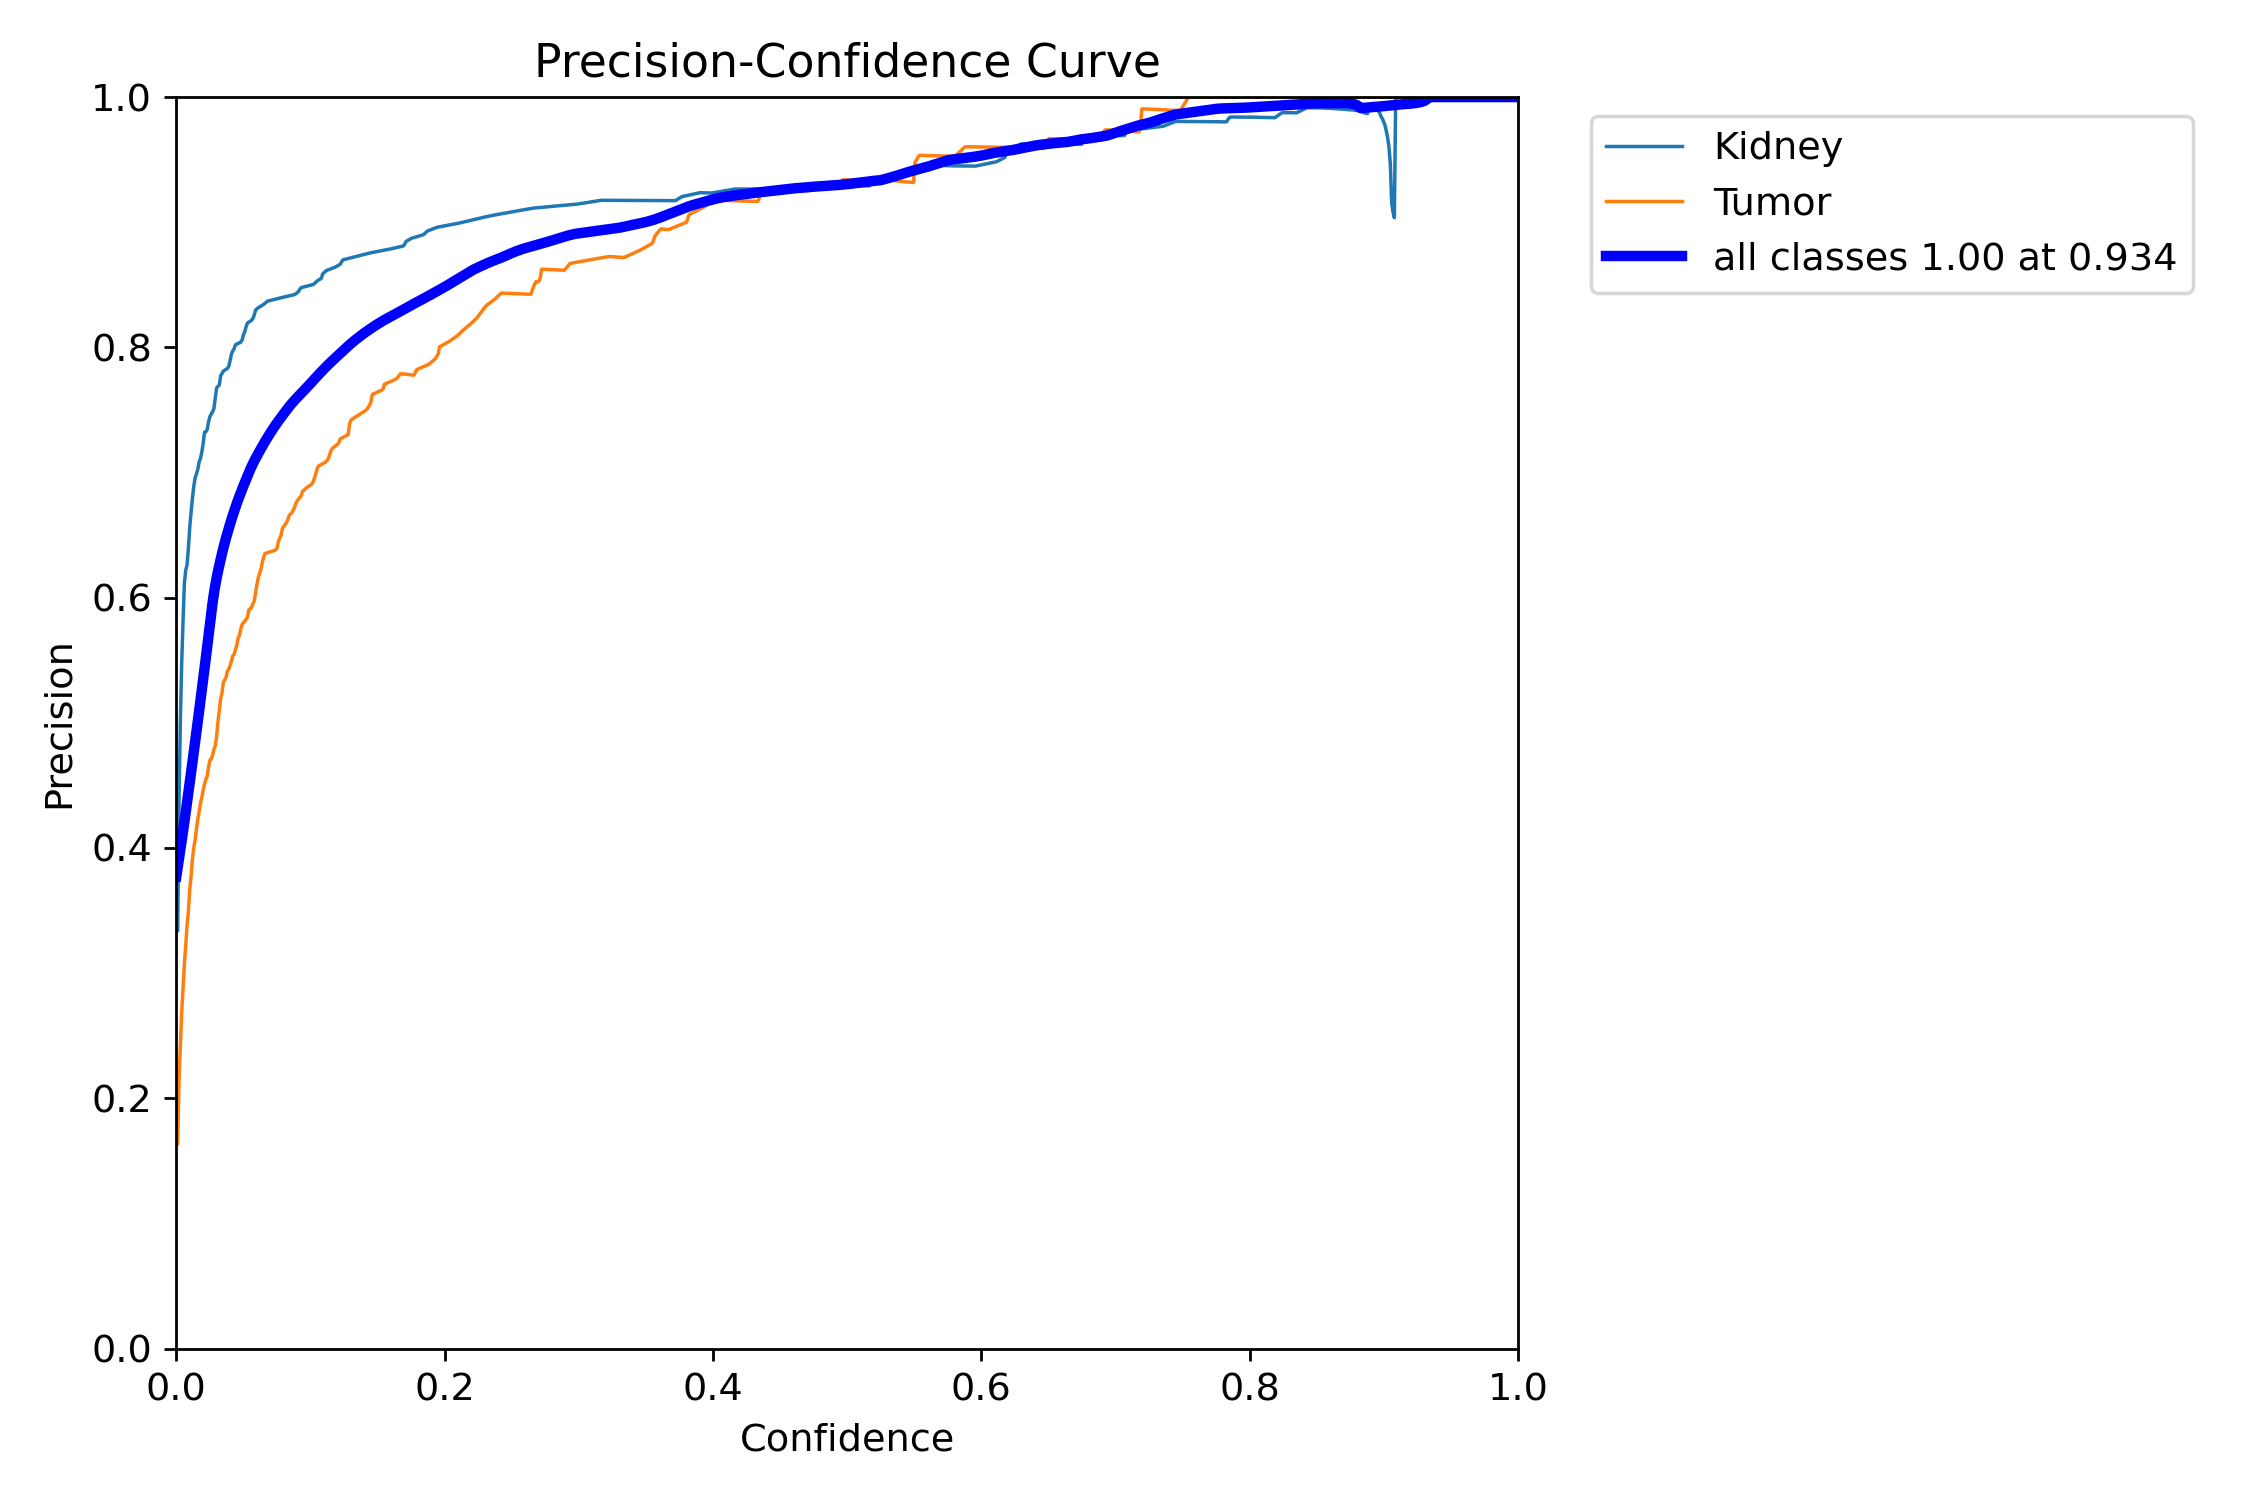 Precision-Confidence Curve
1.0
0.8
0.6
0.4
0.2
0.0
Precision
0.0 0.2 0.4 0.6 0.8 1.0
Confidence
Kidney
Tumor
all classes 1.00 at 0.934